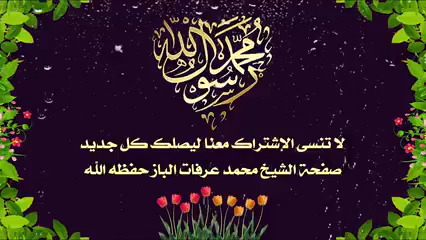 محمد رسول الله
لا تنسى الإشتراك معنا ليصلك كل جديد
صفحة الشيخ محمد عرفات الباز حفظه الله